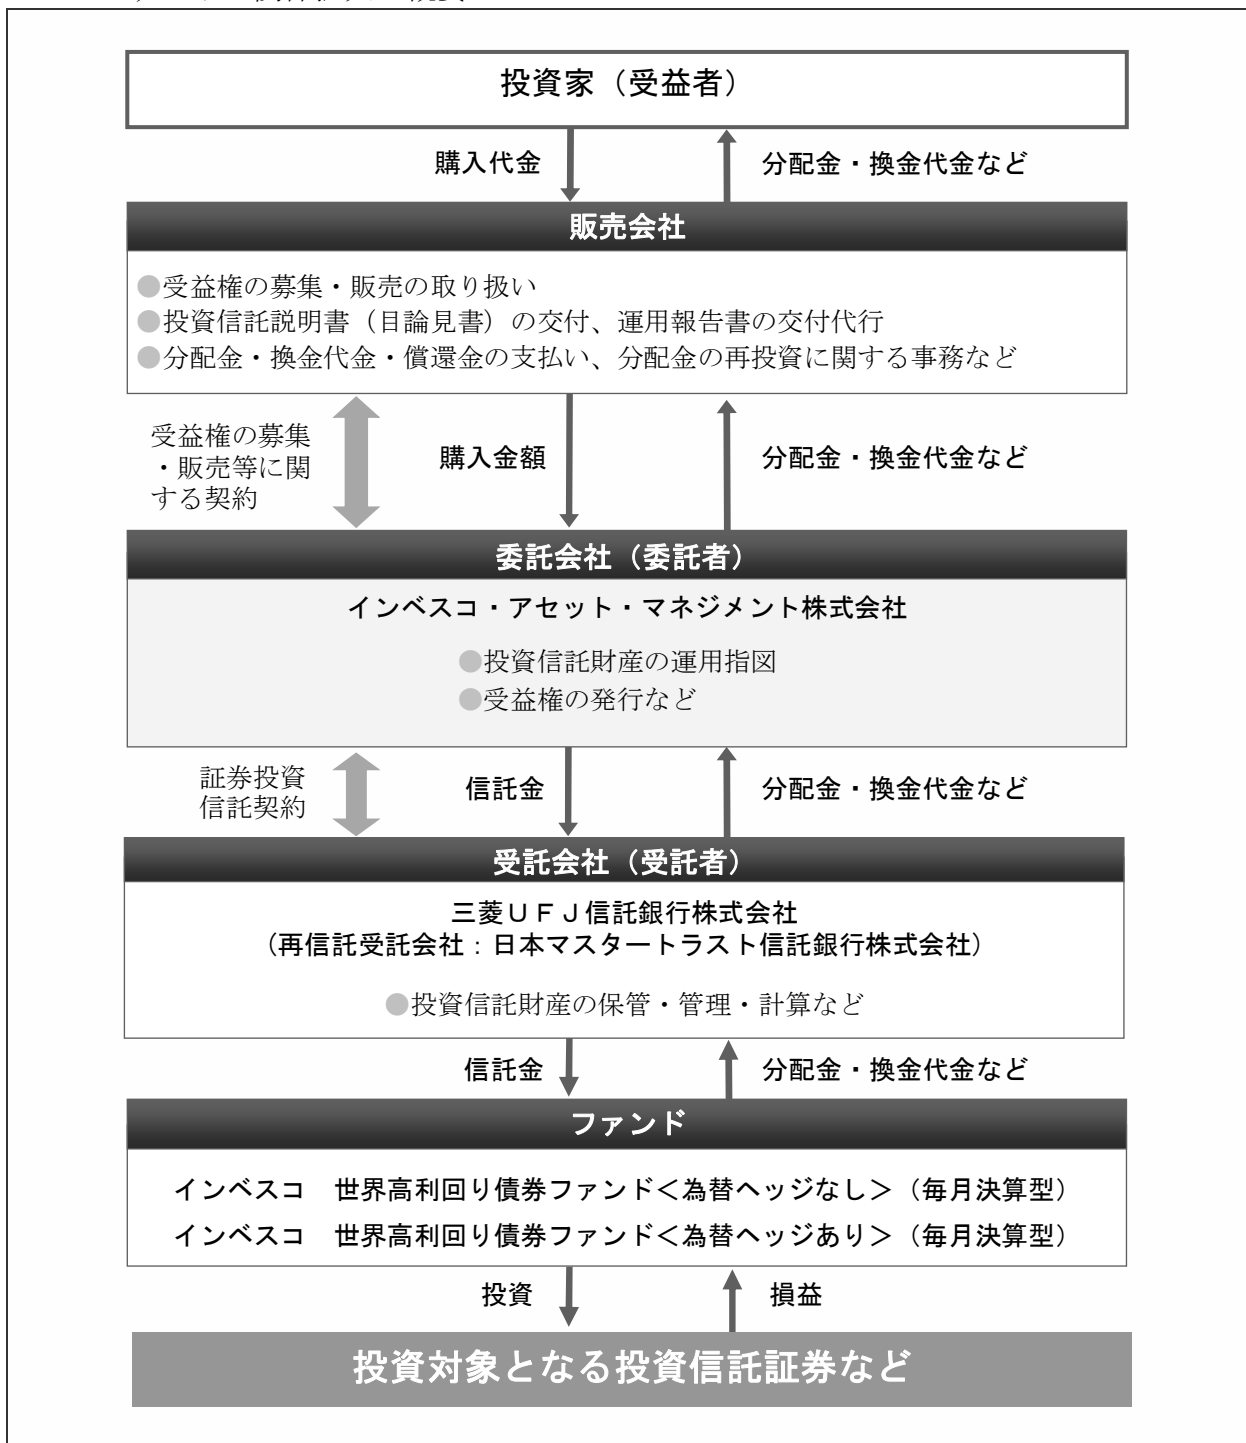 投資家（受益者）
購入代金
分配金・換金代金など
販売会社
●受益権の募集・販売の取り扱い
●投資信託説明書（目論見書）の交付、運用報告書の交付代行
●分配金・換金代金・償還金の支払い、分配金の再投資に関する事務など
受益権の募集
・販売等に関
する契約
購入金額
分配金・換金代金など
委託会社（委託者）
インベスコ・アセット・マネジメント株式会社
●投資信託財産の運用指図
●受益権の発行など
証券投資
信託契約
信託金
分配金・換金代金など
受託会社（受託者）
三菱ＵＦＪ信託銀行株式会社
（再信託受託会社：日本マスタートラスト信託銀行株式会社）
●投資信託財産の保管・管理・計算など
信託金
分配金・換金代金など
ファンド
インベスコ　世界高利回り債券ファンド＜為替ヘッジなし＞（毎月決算型）
インベスコ　世界高利回り債券ファンド＜為替ヘッジあり＞（毎月決算型）
投資
損益
投資対象となる投資信託証券など